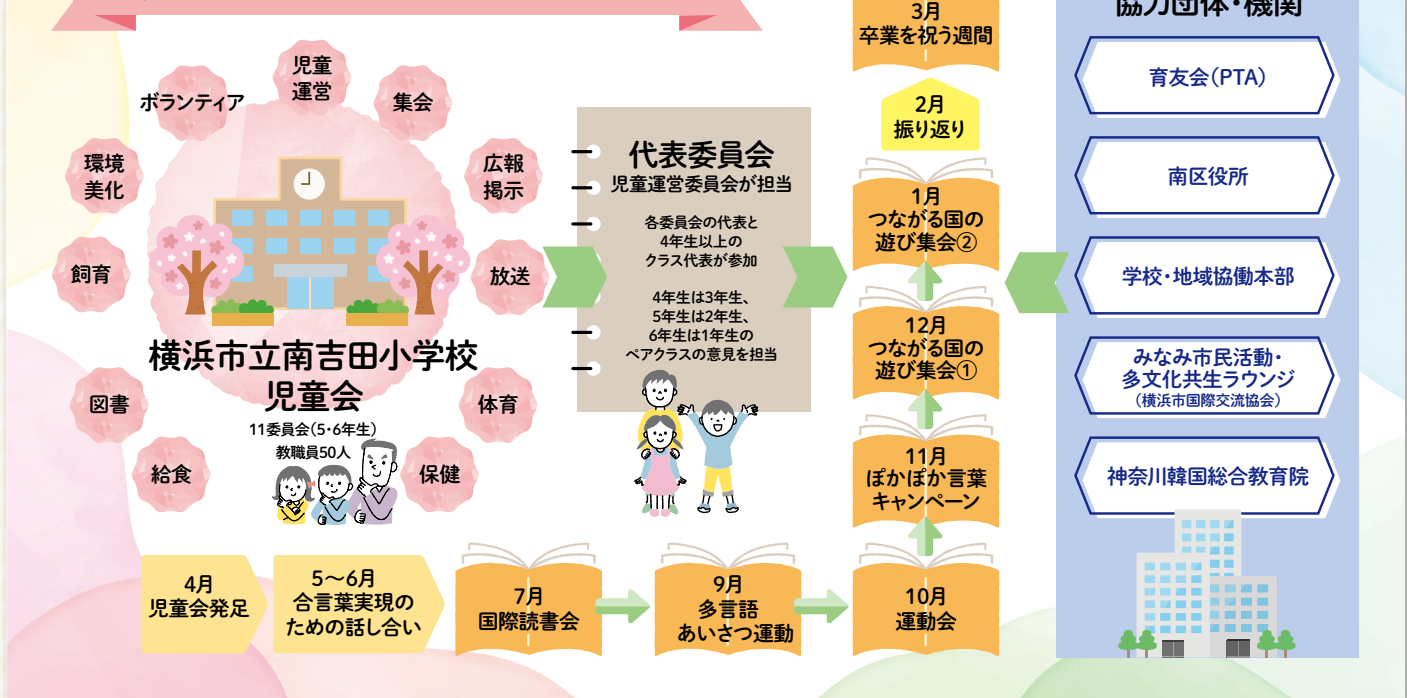 児童
運営
ボランティア
集会
環境
美化
広報
掲示
飼育
放送
図書
体育
給食
保健
横浜市立南吉田小学校
児童会
11委員会(5・6年生)
教職員50人
代表委員会
児童運営委員会が担当
各委員会の代表と
4年生以上の
クラス代表が参加
4年生は3年生、
5年生は2年生、
6年生は1年生の
ペアクラスの意見を担当
4月
児童会発足
5〜6月
合言葉実現の
ための話し合い
7月
国際読書会
9月
多言語
あいさつ運動
10月
運動会
11月
ぽかぽか言葉
キャンペーン
12月
つながる国の
遊び集会①
1月
つながる国の
遊び集会②
2月
振り返り
3月
卒業を祝う週間
協力団体・機関
育友会(PTA)
南区役所
学校・地域協働本部
みなみ市民活動・
多文化共生ラウンジ
(横浜市国際交流協会)
神奈川韓国総合教育院